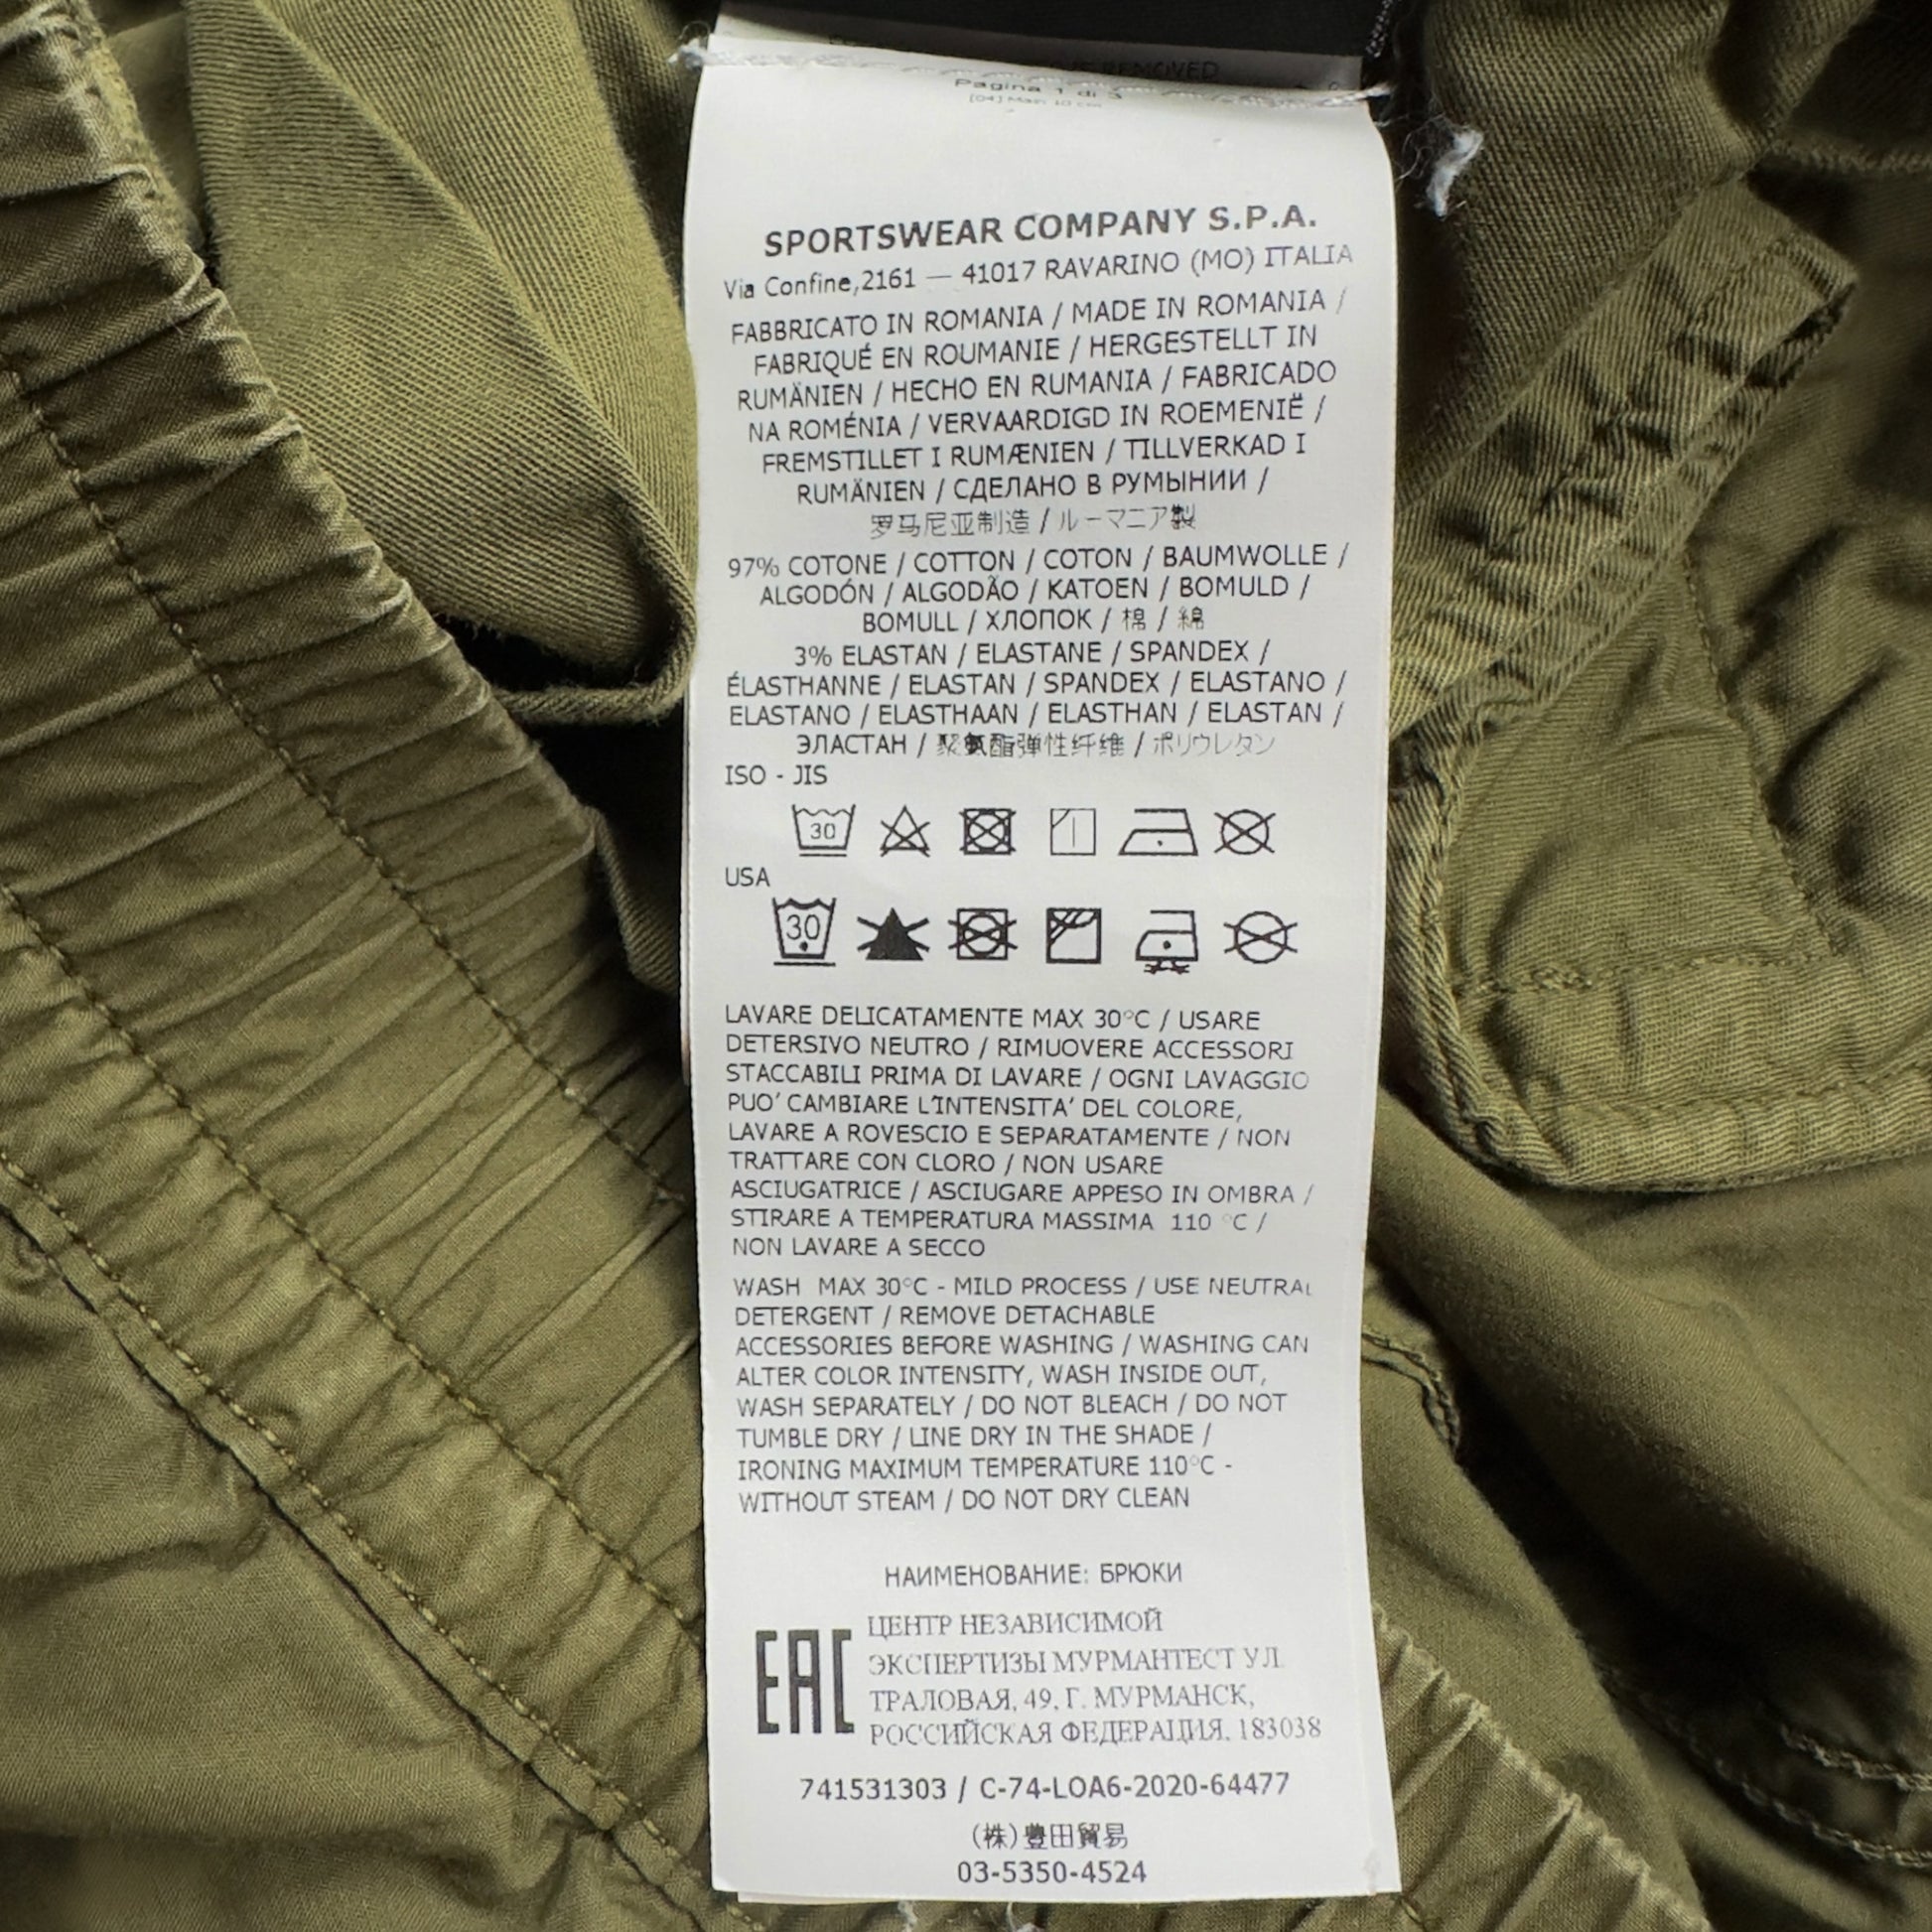 REMOVED
Pagina 1 di 3
SPORTSWEAR COMPANY S.P.A.
Via Confine,2161 — 41017 RAVARINO (MO) ITALIA
FABBRICATO IN ROMANIA / MADE IN ROMANIA /
FABRIQUÉ EN ROUMANIE / HERGESTELLT IN
RUMÄNIEN / HECHO EN RUMANIA / FABRICADO
NA ROMÉNIA / VERVAARDIGD IN ROEMENIË /
FREMSTILLET I RUMÆNIEN / TILLVERKAD I
RUMÄNIEN / СДЕЛАНО В РУМЫНИИ /
罗马尼亚制造 / ルーマニア製
97% COTONE / COTTON / COTON / BAUMWOLLE /
ALGODÓN / ALGODÃO / KATOEN / BOMULD /
BOMULL / ХЛОПОК / 棉 / 綿
3% ELASTAN / ELASTANE / SPANDEX /
ÉLASTHANNE / ELASTAN / SPANDEX / ELASTANO /
ELASTANO / ELASTHAAN / ELASTHAN / ELASTAN /
ЭЛАСТАН / 聚氨酯弹性纤维 / ポリウレタン
ISO - JIS
30
USA
30
LAVARE DELICATAMENTE MAX 30°C / USARE
DETERSIVO NEUTRO / RIMUOVERE ACCESSORI
STACCABILI PRIMA DI LAVARE / OGNI LAVAGGIO
PUO' CAMBIARE L'INTENSITA' DEL COLORE,
LAVARE A ROVESCIO E SEPARATAMENTE / NON
TRATTARE CON CLORO / NON USARE
ASCIUGATRICE / ASCIUGARE APPESO IN OMBRA /
STIRARE A TEMPERATURA MASSIMA 110 °C /
NON LAVARE A SECCO
WASH MAX 30°C - MILD PROCESS / USE NEUTRAL
DETERGENT / REMOVE DETACHABLE
ACCESSORIES BEFORE WASHING / WASHING CAN
ALTER COLOR INTENSITY, WASH INSIDE OUT,
WASH SEPARATELY / DO NOT BLEACH / DO NOT
TUMBLE DRY / LINE DRY IN THE SHADE /
IRONING MAXIMUM TEMPERATURE 110°C -
WITHOUT STEAM / DO NOT DRY CLEAN
НАИМЕНОВАНИЕ: БРЮКИ
EAC
ЦЕНТР НЕЗАВИСИМОЙ
ЭКСПЕРТИЗЫ МУРМАНТЕСТ УЛ.
ТРАЛОВАЯ, 49, Г. МУРМАНСК,
РОССИЙСКАЯ ФЕДЕРАЦИЯ, 183038
741531303 / C-74-LOA6-2020-64477
(株)豊田貿易
03-5350-4524